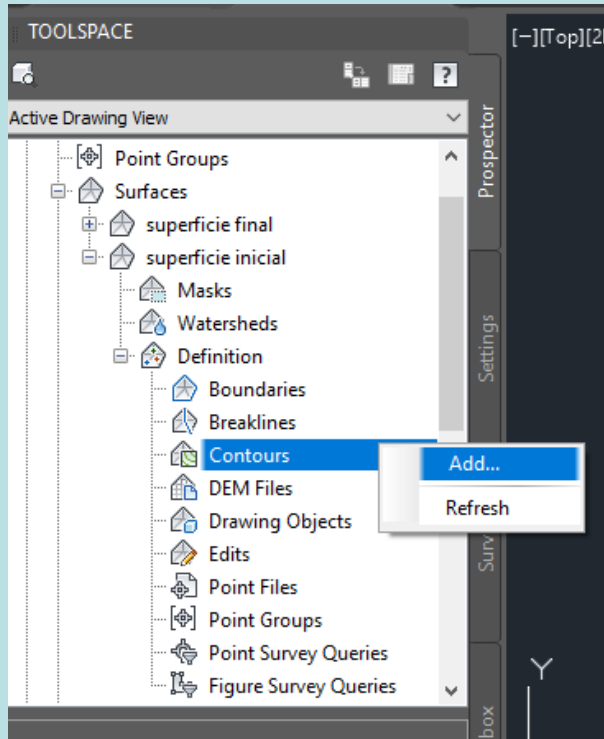 TOOLSPACE
[−][Top][2
?
Active Drawing View
Prospector
Point Groups
Surfaces
superficie final
superficie inicial
Masks
Watersheds
Settings
Definition
Boundaries
Breaklines
Contours
Add...
DEM Files
Refresh
Drawing Objects
Surv
Edits
Point Files
Point Groups
Point Survey Queries
Y
Figure Survey Queries
box